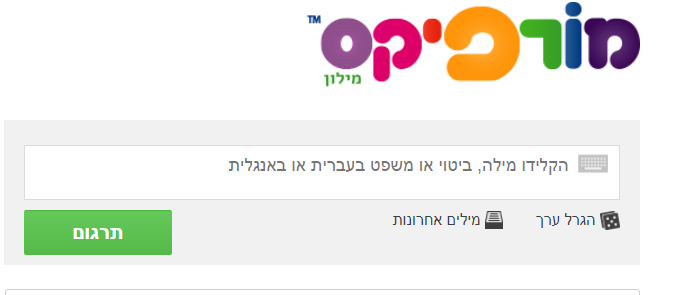 מורפיקס™
מילון
הקלידו מילה, ביטוי או משפט בעברית או באנגלית
הגרל ערך
מילים אחרונות
תרגום